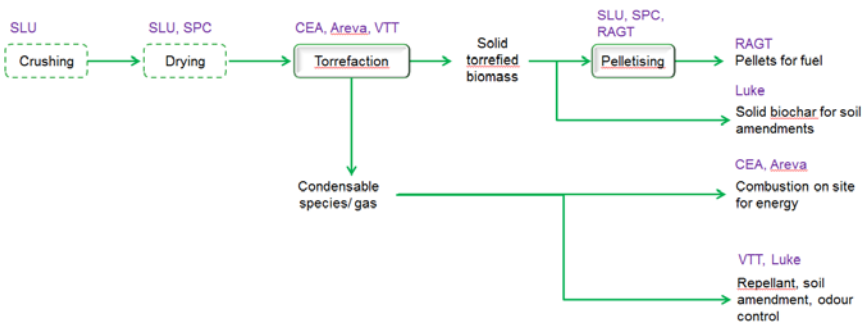 SLU
Crushing
SLU, SPC
Drying
CEA, Areva, VTT
Torrefaction
Solid
torrefied
biomass
SLU, SPC,
RAGT
Pelletising
RAGT
Pellets for fuel
Luke
Solid biochar for soil
amendments
Condensable
species/ gas
CEA, Areva
Combustion on site
for energy
VTT, Luke
Repellant, soil
amendment, odour
control